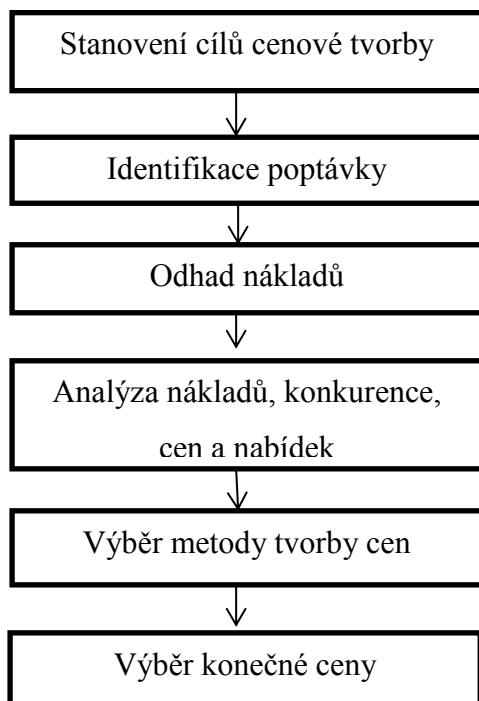 Stanovení cílů cenové tvorby
Identifikace poptávky
Odhad nákladů
Analýza nákladů, konkurence,
cen a nabídek
Výběr metody tvorby cen
Výběr konečné ceny